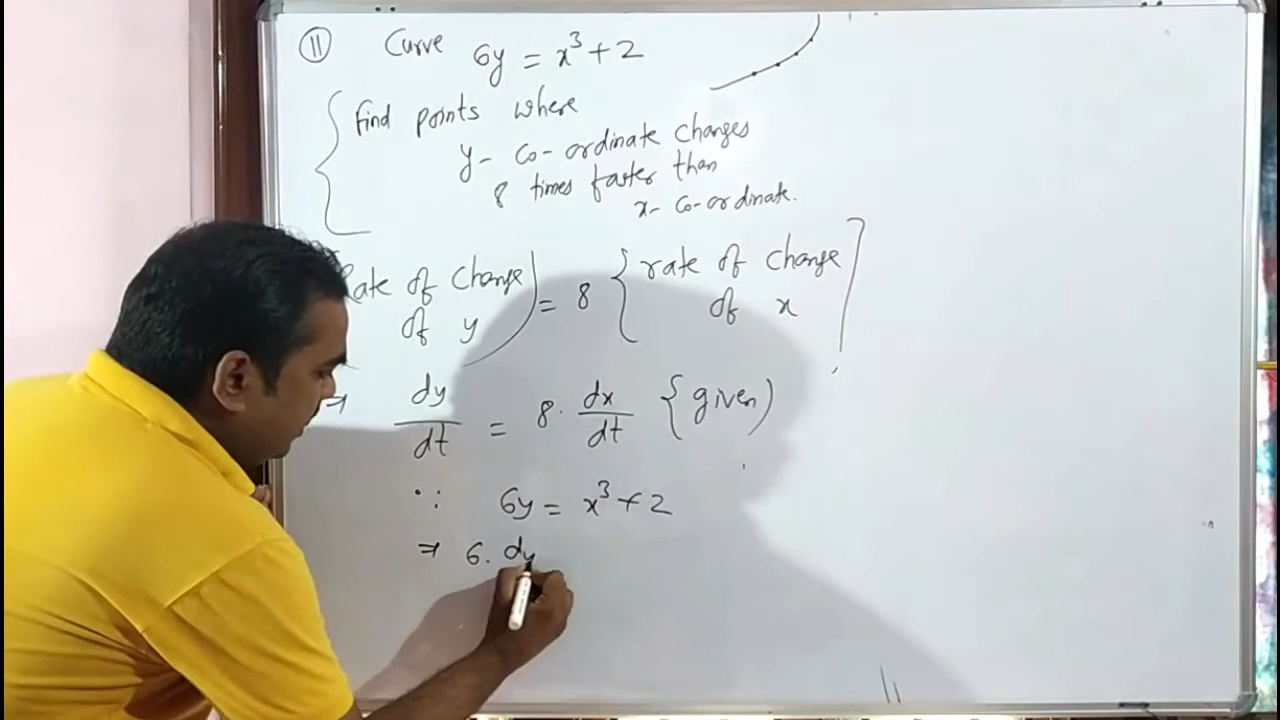 11 Curve 6y = x³ + 2
find points where
y - co-ordinate changes
8 times faster than
x- co-ordinate.
Rate of change of y = 8 { rate of change of x ]
⇒ dy/dt = 8 · dx/dt { given )
∵ 6y = x³ + 2
⇒ 6. dy